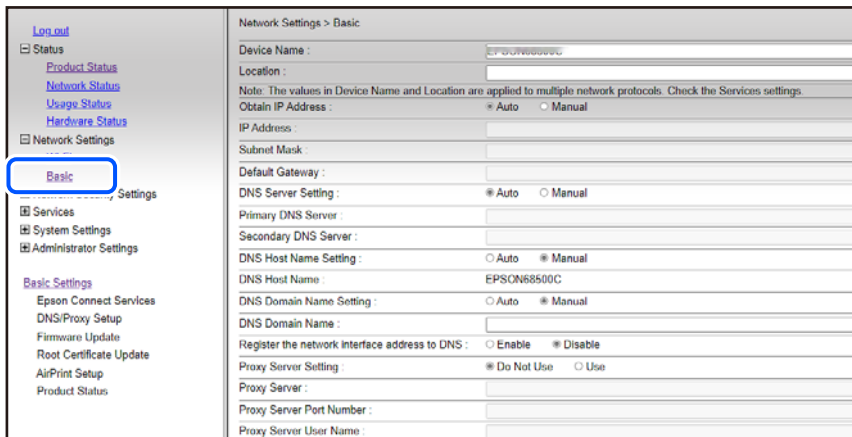 Log out
Status
Product Status
Network Status
Usage Status
Hardware Status
Network Settings
Basic
Settings
Services
System Settings
Administrator Settings
Basic Settings
Epson Connect Services
DNS/Proxy Setup
Firmware Update
Root Certificate Update
AirPrint Setup
Product Status
Network Settings > Basic
Device Name :
Location :
Note: The values in Device Name and Location are applied to multiple network protocols. Check the Services settings.
Obtain IP Address : Auto Manual
IP Address :
Subnet Mask :
Default Gateway :
DNS Server Setting : Auto Manual
Primary DNS Server :
Secondary DNS Server :
DNS Host Name Setting : Auto Manual
DNS Host Name : EPSON68500C
DNS Domain Name Setting : Auto Manual
DNS Domain Name :
Register the network interface address to DNS : Enable Disable
Proxy Server Setting : Do Not Use Use
Proxy Server :
Proxy Server Port Number :
Proxy Server User Name :